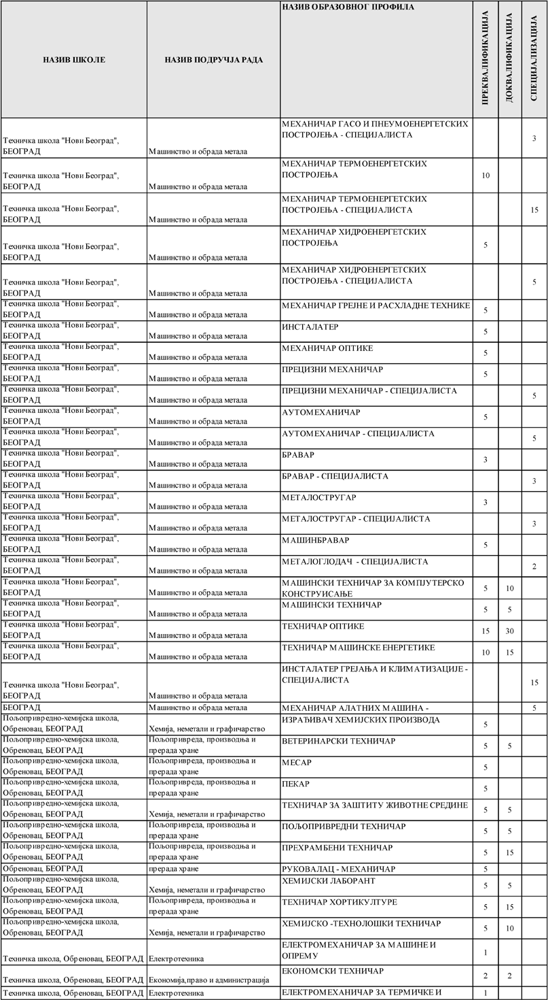 НАЗИВ ШКОЛЕ
НАЗИВ ПОДРУЧЈА РАДА
НАЗИВ ОБРАЗОВНОГ ПРОФИЛА
ПРЕКВАЛИФИКАЦИЈА
ДОКВАЛИФИКАЦИЈА
СПЕЦИЈАЛИЗАЦИЈА
Техничка школа "Нови Београд",
БЕОГРАД
Машинство и обрада метала
МЕХАНИЧАР ГАСО И ПНЕУМОЕНЕРГЕТСКИХ
ПОСТРОЈЕЊА - СПЕЦИЈАЛИСТА
3
Техничка школа "Нови Београд",
БЕОГРАД
Машинство и обрада метала
МЕХАНИЧАР ТЕРМОЕНЕРГЕТСКИХ
ПОСТРОЈЕЊА
10
Техничка школа "Нови Београд",
БЕОГРАД
Машинство и обрада метала
МЕХАНИЧАР ТЕРМОЕНЕРГЕТСКИХ
ПОСТРОЈЕЊА - СПЕЦИЈАЛИСТА
15
Техничка школа "Нови Београд",
БЕОГРАД
Машинство и обрада метала
МЕХАНИЧАР ХИДРОЕНЕРГЕТСКИХ
ПОСТРОЈЕЊА
5
Техничка школа "Нови Београд",
БЕОГРАД
Машинство и обрада метала
МЕХАНИЧАР ХИДРОЕНЕРГЕТСКИХ
ПОСТРОЈЕЊА - СПЕЦИЈАЛИСТА
5
Техничка школа "Нови Београд",
БЕОГРАД
Машинство и обрада метала
МЕХАНИЧАР ГРЕЈНЕ И РАСХЛАДНЕ ТЕХНИКЕ
5
Техничка школа "Нови Београд",
БЕОГРАД
Машинство и обрада метала
ИНСТАЛАТЕР
5
Техничка школа "Нови Београд",
БЕОГРАД
Машинство и обрада метала
МЕХАНИЧАР ОПТИКЕ
5
Техничка школа "Нови Београд",
БЕОГРАД
Машинство и обрада метала
ПРЕЦИЗНИ МЕХАНИЧАР
5
Техничка школа "Нови Београд",
БЕОГРАД
Машинство и обрада метала
ПРЕЦИЗНИ МЕХАНИЧАР - СПЕЦИЈАЛИСТА
5
Техничка школа "Нови Београд",
БЕОГРАД
Машинство и обрада метала
АУТОМЕХАНИЧАР
5
Техничка школа "Нови Београд",
БЕОГРАД
Машинство и обрада метала
АУТОМЕХАНИЧАР - СПЕЦИЈАЛИСТА
5
Техничка школа "Нови Београд",
БЕОГРАД
Машинство и обрада метала
БРАВАР
3
Техничка школа "Нови Београд",
БЕОГРАД
Машинство и обрада метала
БРАВАР - СПЕЦИЈАЛИСТА
3
Техничка школа "Нови Београд",
БЕОГРАД
Машинство и обрада метала
МЕТАЛОСТРУГАР
3
Техничка школа "Нови Београд",
БЕОГРАД
Машинство и обрада метала
МЕТАЛОСТРУГАР - СПЕЦИЈАЛИСТА
3
Техничка школа "Нови Београд",
БЕОГРАД
Машинство и обрада метала
МАШИНБРАВАР
5
Техничка школа "Нови Београд",
БЕОГРАД
Машинство и обрада метала
МЕТАЛОГЛОДАЧ - СПЕЦИЈАЛИСТА
2
Техничка школа "Нови Београд",
БЕОГРАД
Машинство и обрада метала
МАШИНСКИ ТЕХНИЧАР ЗА КОМПЈУТЕРСКО
КОНСТРУИСАЊЕ
5 10
Техничка школа "Нови Београд",
БЕОГРАД
Машинство и обрада метала
МАШИНСКИ ТЕХНИЧАР
5 5
Техничка школа "Нови Београд",
БЕОГРАД
Машинство и обрада метала
ТЕХНИЧАР ОПТИКЕ
15 30
Техничка школа "Нови Београд",
БЕОГРАД
Машинство и обрада метала
ТЕХНИЧАР МАШИНСКЕ ЕНЕРГЕТИКЕ
10 15
Техничка школа "Нови Београд",
БЕОГРАД
Машинство и обрада метала
ИНСТАЛАТЕР ГРЕЈАЊА И КЛИМАТИЗАЦИЈЕ -
СПЕЦИЈАЛИСТА
15
БЕОГРАД
Машинство и обрада метала
МЕХАНИЧАР АЛАТНИХ МАШИНА -
5
Пољопривредно-хемијска школа,
Обреновац, БЕОГРАД
Хемија, неметали и графичарство
ИЗРАЂИВАЧ ХЕМИЈСКИХ ПРОИЗВОДА
5
Пољопривредно-хемијска школа,
Обреновац, БЕОГРАД
Пољопривреда, производња и
прерада хране
ВЕТЕРИНАРСКИ ТЕХНИЧАР
5 5
Пољопривредно-хемијска школа,
Обреновац, БЕОГРАД
Пољопривреда, производња и
прерада хране
МЕСАР
5
Пољопривредно-хемијска школа,
Обреновац, БЕОГРАД
Пољопривреда, производња и
прерада хране
ПЕКАР
5
Пољопривредно-хемијска школа,
Обреновац, БЕОГРАД
Хемија, неметали и графичарство
ТЕХНИЧАР ЗА ЗАШТИТУ ЖИВОТНЕ СРЕДИНЕ
5 5
Пољопривредно-хемијска школа,
Обреновац, БЕОГРАД
Пољопривреда, производња и
прерада хране
ПОЉОПРИВРЕДНИ ТЕХНИЧАР
5 5
Пољопривредно-хемијска школа,
Обреновац, БЕОГРАД
Пољопривреда, производња и
прерада хране
ПРЕХРАМБЕНИ ТЕХНИЧАР
5 15
Обреновац, БЕОГРАД
прерада хране
РУКОВАЛАЦ - МЕХАНИЧАР
5
Пољопривредно-хемијска школа,
Обреновац, БЕОГРАД
Хемија, неметали и графичарство
ХЕМИЈСКИ ЛАБОРАНТ
5 5
Пољопривредно-хемијска школа,
Обреновац, БЕОГРАД
Пољопривреда, производња и
прерада хране
ТЕХНИЧАР ХОРТИКУЛТУРЕ
5 15
Пољопривредно-хемијска школа,
Обреновац, БЕОГРАД
Хемија, неметали и графичарство
ХЕМИЈСКО -ТЕХНОЛОШКИ ТЕХНИЧАР
5 10
Техничка школа, Обреновац, БЕОГРАД
Електротехника
ЕЛЕКТРОМЕХАНИЧАР ЗА МАШИНЕ И
ОПРЕМУ
1
Техничка школа, Обреновац, БЕОГРАД
Економија,право и администрација
ЕКОНОМСКИ ТЕХНИЧАР
2 2
Техничка школа, Обреновац, БЕОГРАД
Електротехника
ЕЛЕКТРОМЕХАНИЧАР ЗА ТЕРМИЧКЕ И
1